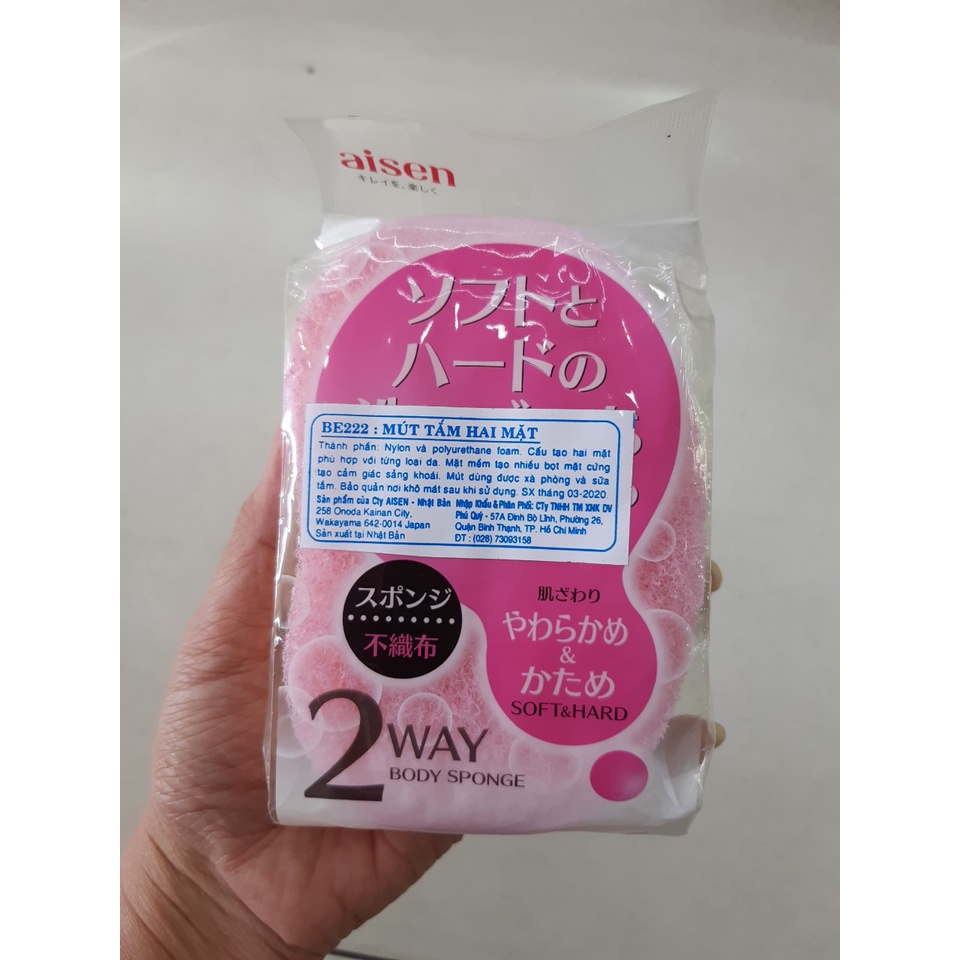 aisen
キレイを、楽しく
ソフトと
ハードの
BE222 : MÚT TẮM HAI MẶT
Thành phần: Nylon và polyurethane foam. Cấu tạo hai mặt
phù hợp với từng loại da. Mặt mềm tạo nhiều bọt mặt cứng
tạo cảm giác sảng khoái. Mút dùng được xà phòng và sữa
tắm. Bảo quản nơi khô mát sau khi sử dụng. SX tháng 03-2020.
Sản phẩm của Cty AISEN - Nhật Bản
258 Onoda Kainan City,
Wakayama 642-0014 Japan
Sản xuất tại Nhật Bản
Nhập Khẩu & Phân Phối: CTy TNHH TM XNK DV
Phú Quý - 57A Đinh Bộ Lĩnh, Phường 26,
Quận Bình Thạnh, TP. Hồ Chí Minh
ĐT : (028) 73093158
スポンジ
不織布
肌ざわり
やわらかめ
&
かため
SOFT&HARD
2 WAY
BODY SPONGE